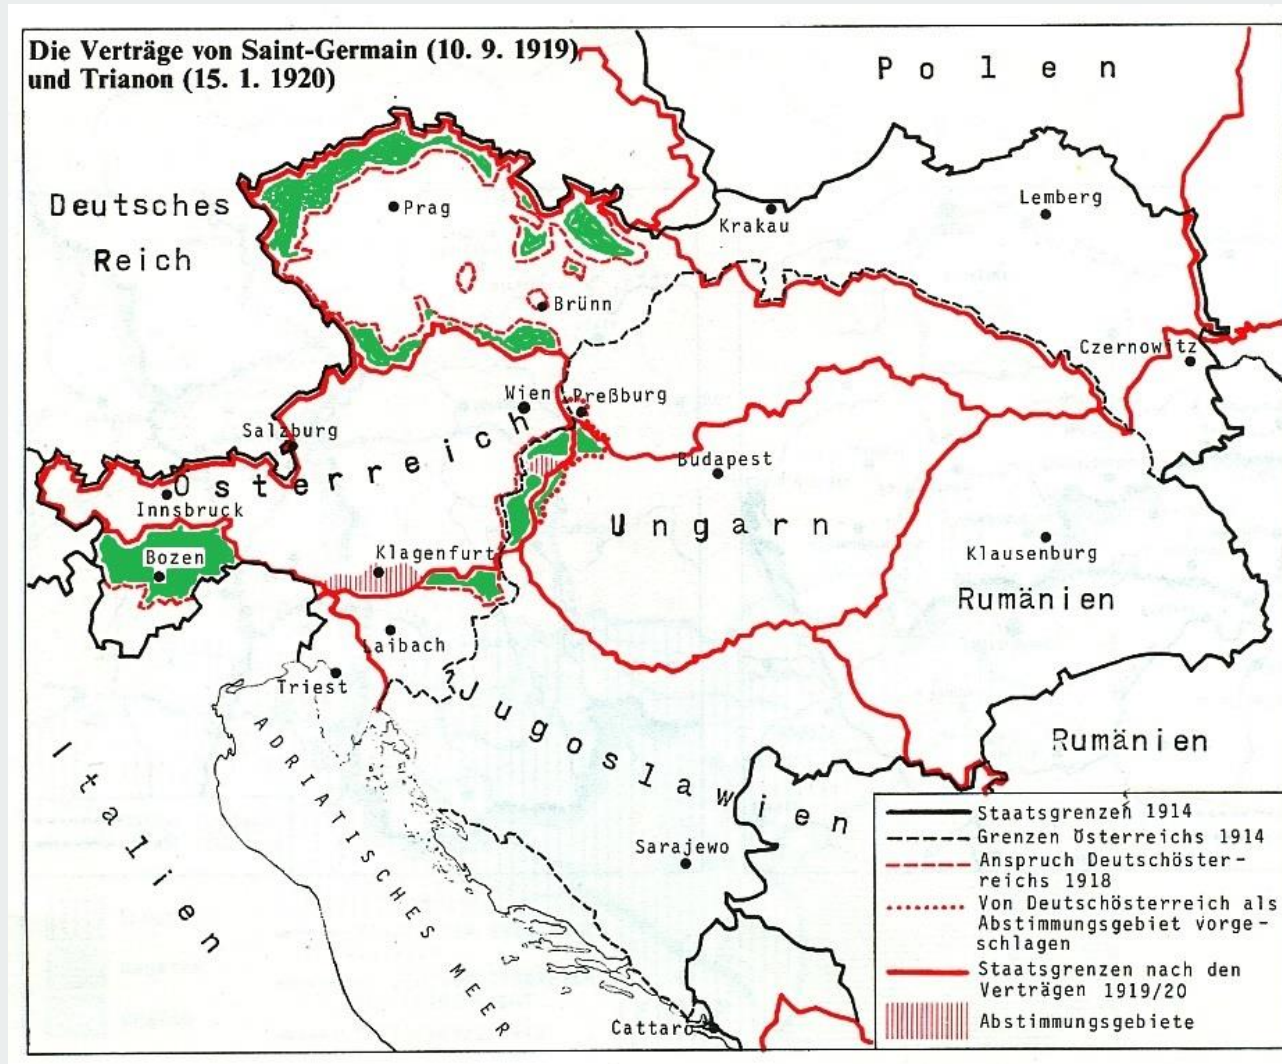 Die Verträge von Saint-Germain (10. 9. 1919)
und Trianon (15. 1. 1920)
Polen
Deutsches
Reich
Prag
Krakau
Lemberg
Brünn
Czernowitz
Wien
Preßburg
Salzburg
Österreich
Budapest
Innsbruck
Ungarn
Bozen
Klagenfurt
Klausenburg
Rumänien
Laibach
Triest
Jugoslawien
ADRIATISCHES MEER
Italien
Rumänien
Sarajewo
Cattaro
Staatsgrenzen 1914
Grenzen Österreichs 1914
Anspruch Deutschöster-
reichs 1918
Von Deutschösterreich als
Abstimmungsgebiet vorge-
schlagen
Staatsgrenzen nach den
Verträgen 1919/20
Abstimmungsgebiete